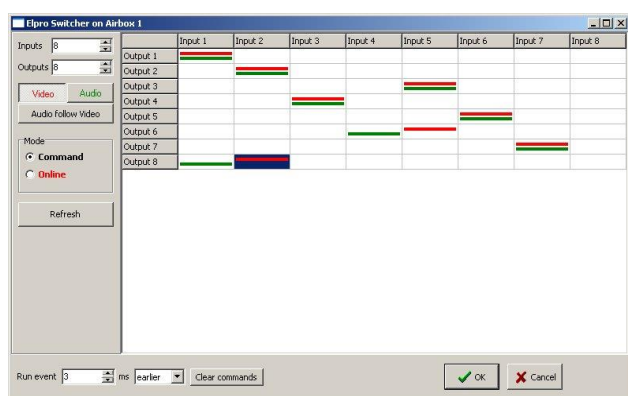 Elpro Switcher on Airbox 1
Inputs 8
Outputs 8
Video Audio
Audio follow Video
Mode
Command
Online
Refresh
Input 1 Input 2 Input 3 Input 4 Input 5 Input 6 Input 7 Input 8
Output 1
Output 2
Output 3
Output 4
Output 5
Output 6
Output 7
Output 8
Run event 3 ms earlier Clear commands OK Cancel